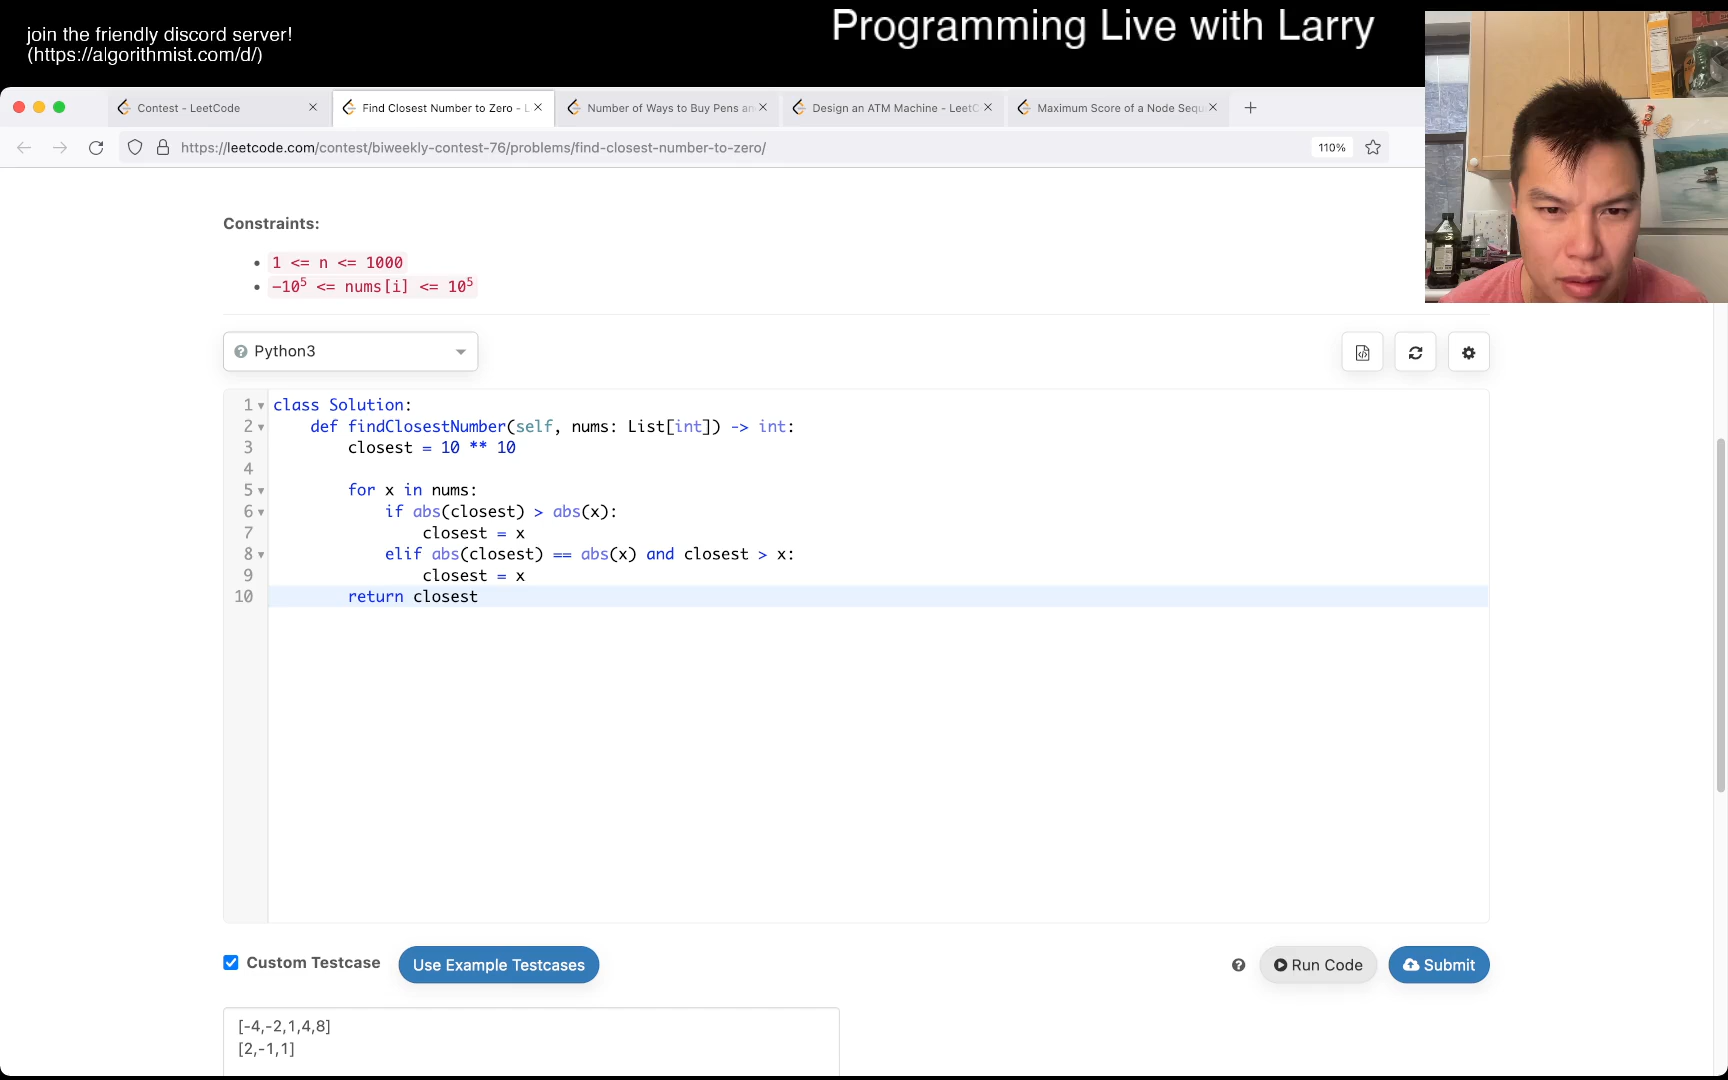 join the friendly discord server!
(https://algorithmist.com/d/)
Programming Live with Larry
Contest - LeetCode
Find Closest Number to Zero - L
Number of Ways to Buy Pens an
Design an ATM Machine - LeetC
Maximum Score of a Node Sequ
https://leetcode.com/contest/biweekly-contest-76/problems/find-closest-number-to-zero/
110%
Constraints:
• 1 <= n <= 1000
• -10⁵ <= nums[i] <= 10⁵
Python3
1 class Solution:
2     def findClosestNumber(self, nums: List[int]) -> int:
3         closest = 10 ** 10
4
5         for x in nums:
6             if abs(closest) > abs(x):
7                 closest = x
8             elif abs(closest) == abs(x) and closest > x:
9                 closest = x
10         return closest
Custom Testcase
Use Example Testcases
Run Code
Submit
[-4,-2,1,4,8]
[2,-1,1]